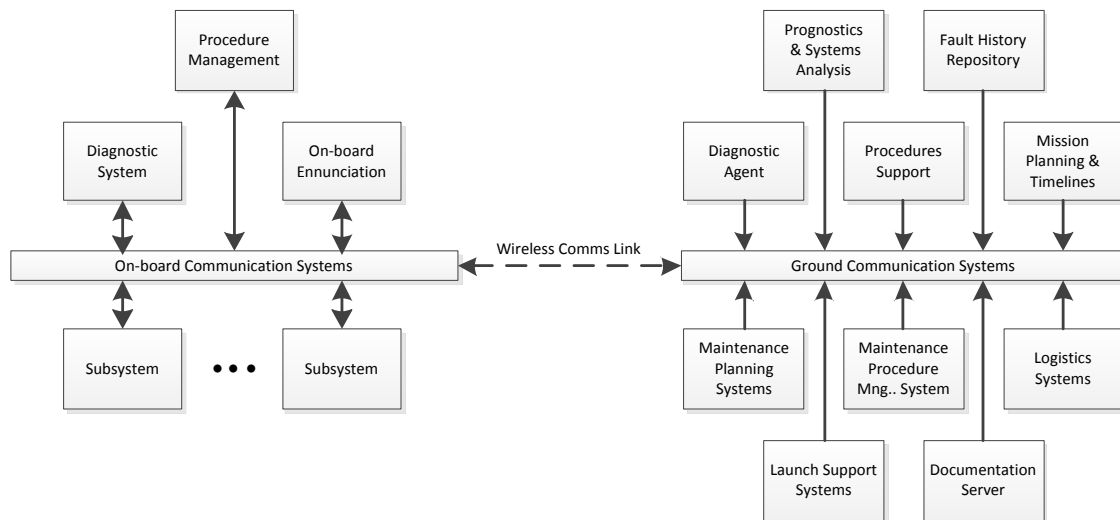 Procedure
Management
Diagnostic
System
On-board
Ennunciation
On-board Communication Systems
Subsystem
Subsystem
Wireless Comms Link
Prognostics
& Systems
Analysis
Fault History
Repository
Diagnostic
Agent
Procedures
Support
Mission
Planning &
Timelines
Ground Communication Systems
Maintenance
Planning
Systems
Maintenance
Procedure
Mng.. System
Logistics
Systems
Launch Support
Systems
Documentation
Server